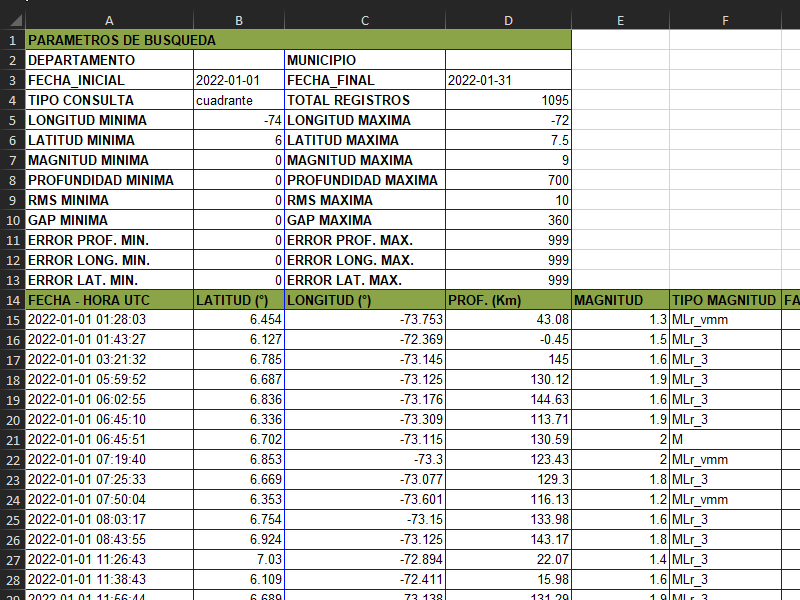 A B C D E F
1 PARAMETROS DE BUSQUEDA
2 DEPARTAMENTO MUNICIPIO
3 FECHA_INICIAL 2022-01-01 FECHA_FINAL 2022-01-31
4 TIPO CONSULTA cuadrante TOTAL REGISTROS 1095
5 LONGITUD MINIMA -74 LONGITUD MAXIMA -72
6 LATITUD MINIMA 6 LATITUD MAXIMA 7.5
7 MAGNITUD MINIMA 0 MAGNITUD MAXIMA 9
8 PROFUNDIDAD MINIMA 0 PROFUNDIDAD MAXIMA 700
9 RMS MINIMA 0 RMS MAXIMA 10
10 GAP MINIMA 0 GAP MAXIMA 360
11 ERROR PROF. MIN. 0 ERROR PROF. MAX. 999
12 ERROR LONG. MIN. 0 ERROR LONG. MAX. 999
13 ERROR LAT. MIN. 0 ERROR LAT. MAX. 999
14 FECHA - HORA UTC LATITUD (°) LONGITUD (°) PROF. (Km) MAGNITUD TIPO MAGNITUD FA
15 2022-01-01 01:28:03 6.454 -73.753 43.08 1.3 MLr_vmm
16 2022-01-01 01:43:27 6.127 -72.369 -0.45 1.5 MLr_3
17 2022-01-01 03:21:32 6.785 -73.145 145 1.6 MLr_3
18 2022-01-01 05:59:52 6.687 -73.125 130.12 1.9 MLr_3
19 2022-01-01 06:02:55 6.836 -73.176 144.63 1.6 MLr_3
20 2022-01-01 06:45:10 6.336 -73.309 113.71 1.9 MLr_3
21 2022-01-01 06:45:51 6.702 -73.115 130.59 2 M
22 2022-01-01 07:19:40 6.853 -73.3 123.43 2 MLr_vmm
23 2022-01-01 07:25:33 6.669 -73.077 129.3 1.8 MLr_3
24 2022-01-01 07:50:04 6.353 -73.601 116.13 1.2 MLr_vmm
25 2022-01-01 08:03:17 6.754 -73.15 133.98 1.6 MLr_3
26 2022-01-01 08:43:55 6.924 -73.125 143.17 1.8 MLr_3
27 2022-01-01 11:26:43 7.03 -72.894 22.07 1.4 MLr_3
28 2022-01-01 11:38:43 6.109 -72.411 15.98 1.6 MLr_3
2022-01-01 11:56:44 6.689 -73.138 131.29 1.9 MLr_3